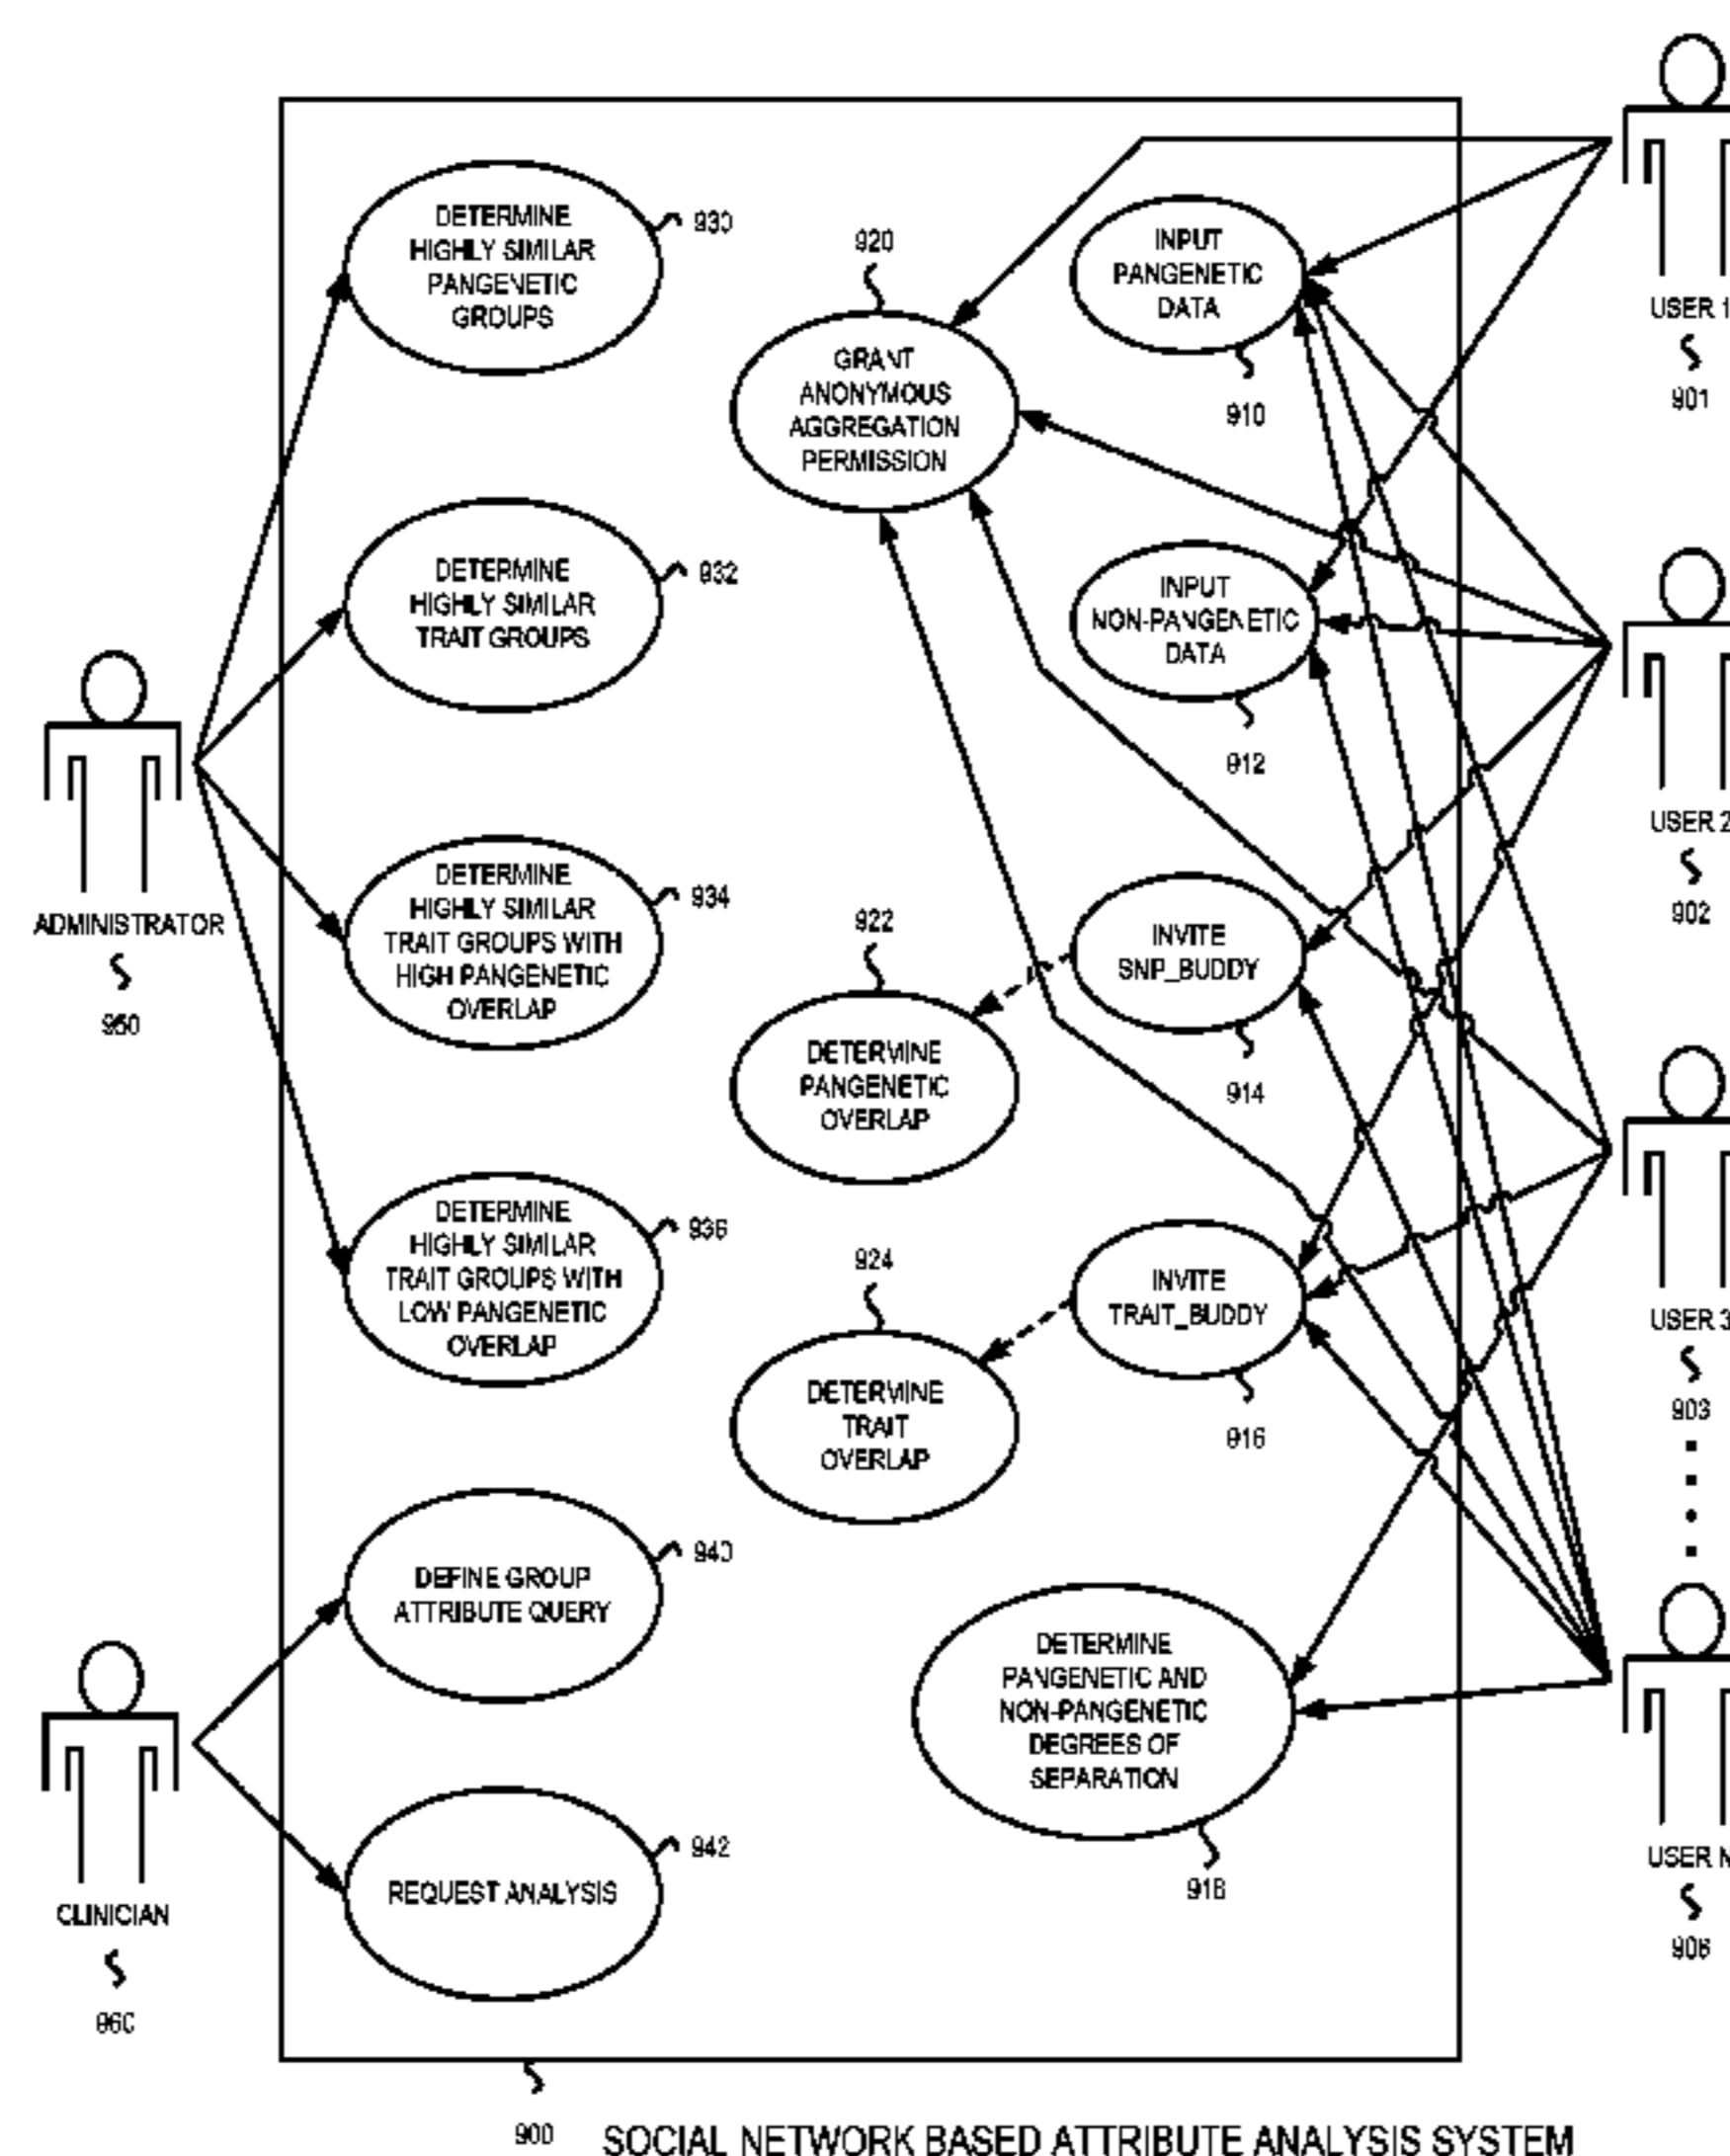 DETERMINE
HIGHLY SIMILAR
PANGENETIC
GROUPS
930
DETERMINE
HIGHLY SIMILAR
TRAIT GROUPS
932
DETERMINE
HIGHLY SIMILAR
TRAIT GROUPS WITH
HIGH PANGENETIC
OVERLAP
934
DETERMINE
HIGHLY SIMILAR
TRAIT GROUPS WITH
LOW PANGENETIC
OVERLAP
936
DEFINE GROUP
ATTRIBUTE QUERY
940
REQUEST ANALYSIS
942
ADMINISTRATOR
950
CLINICIAN
960
920
GRANT
ANONYMOUS
AGGREGATION
PERMISSION
922
DETERMINE
PANGENETIC
OVERLAP
924
DETERMINE
TRAIT
OVERLAP
INPUT
PANGENETIC
DATA
910
INPUT
NON-PANGENETIC
DATA
912
INVITE
SNP_BUDDY
914
INVITE
TRAIT_BUDDY
916
DETERMINE
PANGENETIC AND
NON-PANGENETIC
DEGREES OF
SEPARATION
918
USER 1
901
USER 2
902
USER 3
903
USER N
906
900
SOCIAL NETWORK BASED ATTRIBUTE ANALYSIS SYSTEM